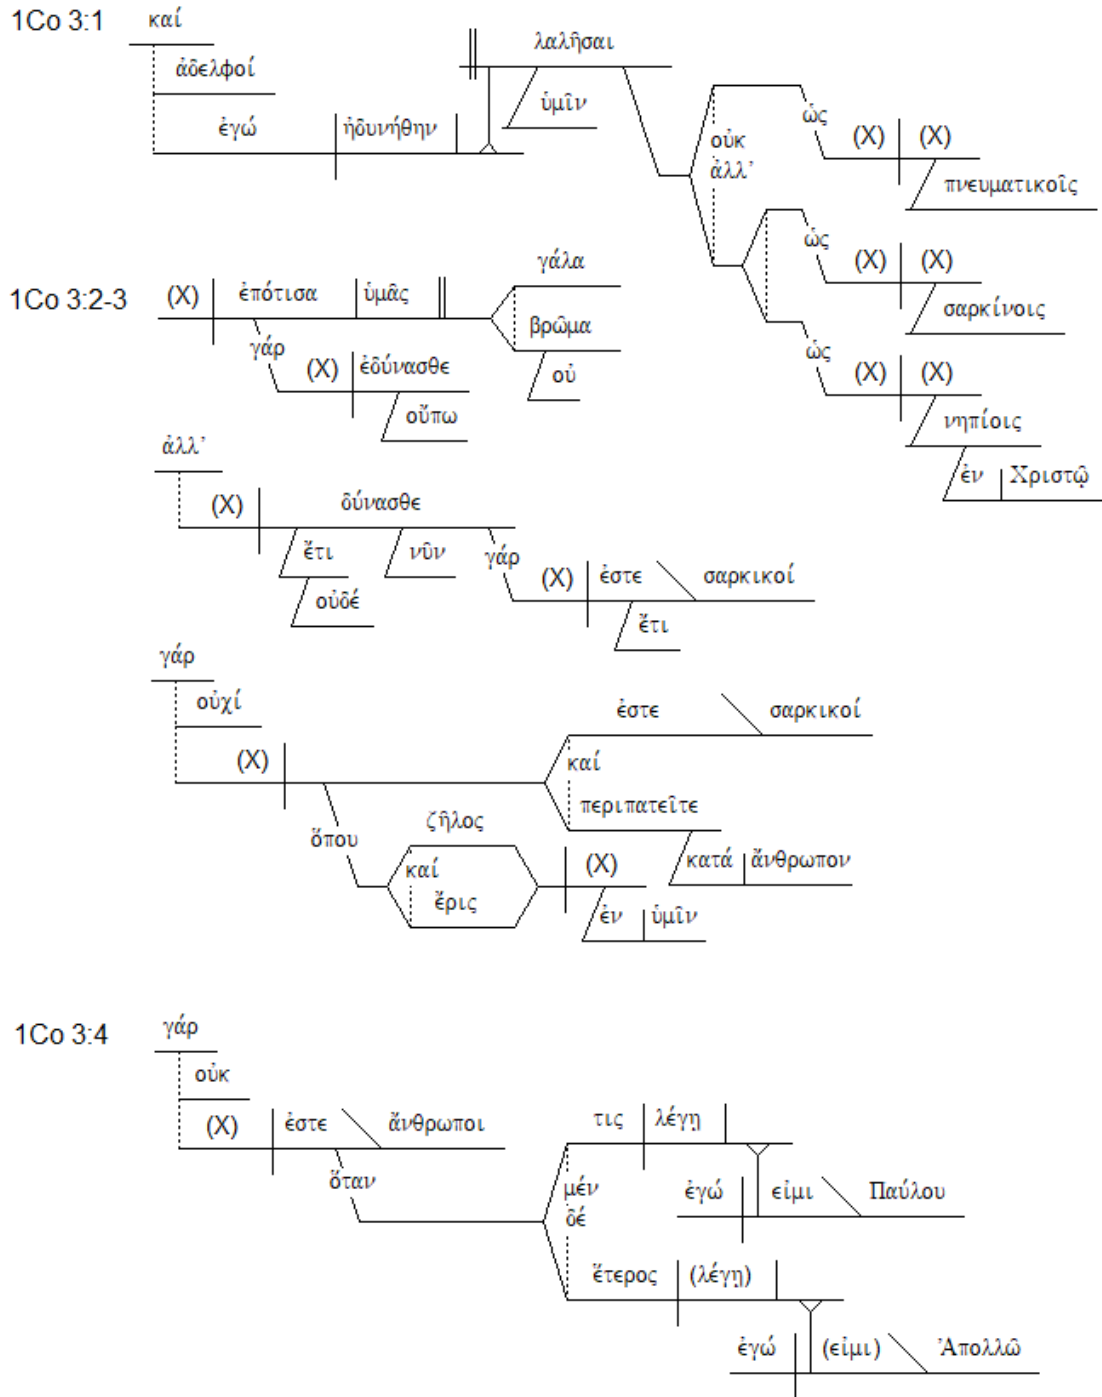 1Co 3:1
καί
ἀδελφοί
ἐγώ ἠδυνήθην
λαλῆσαι
ὑμῖν
οὐκ
ἀλλ’
ὡς (X) (X)
πνευματικοῖς
ὡς (X) (X)
σαρκίνοις
ὡς (X) (X)
νηπίοις
ἐν Χριστῷ
1Co 3:2-3
(X) ἐπότισα ὑμᾶς
γάλα
βρῶμα
οὐ
γάρ (X) ἐδύνασθε
οὔπω
ἀλλ’
(X) δύνασθε
ἔτι νῦν
οὐδέ
γάρ (X) ἐστε σαρκικοί
ἔτι
γάρ
οὐχί
(X)
ἐστε σαρκικοί
καί
περιπατεῖτε
κατά ἄνθρωπον
ὅπου
ζῆλος
καί
ἔρις
(X)
ἐν ὑμῖν
1Co 3:4
γάρ
οὐκ
(X) ἐστε ἄνθρωποι
ὅταν
τις λέγῃ
μέν
δέ
ἐγώ εἰμι Παύλου
ἕτερος (λέγῃ)
ἐγώ (εἰμι) Ἀπολλῶ